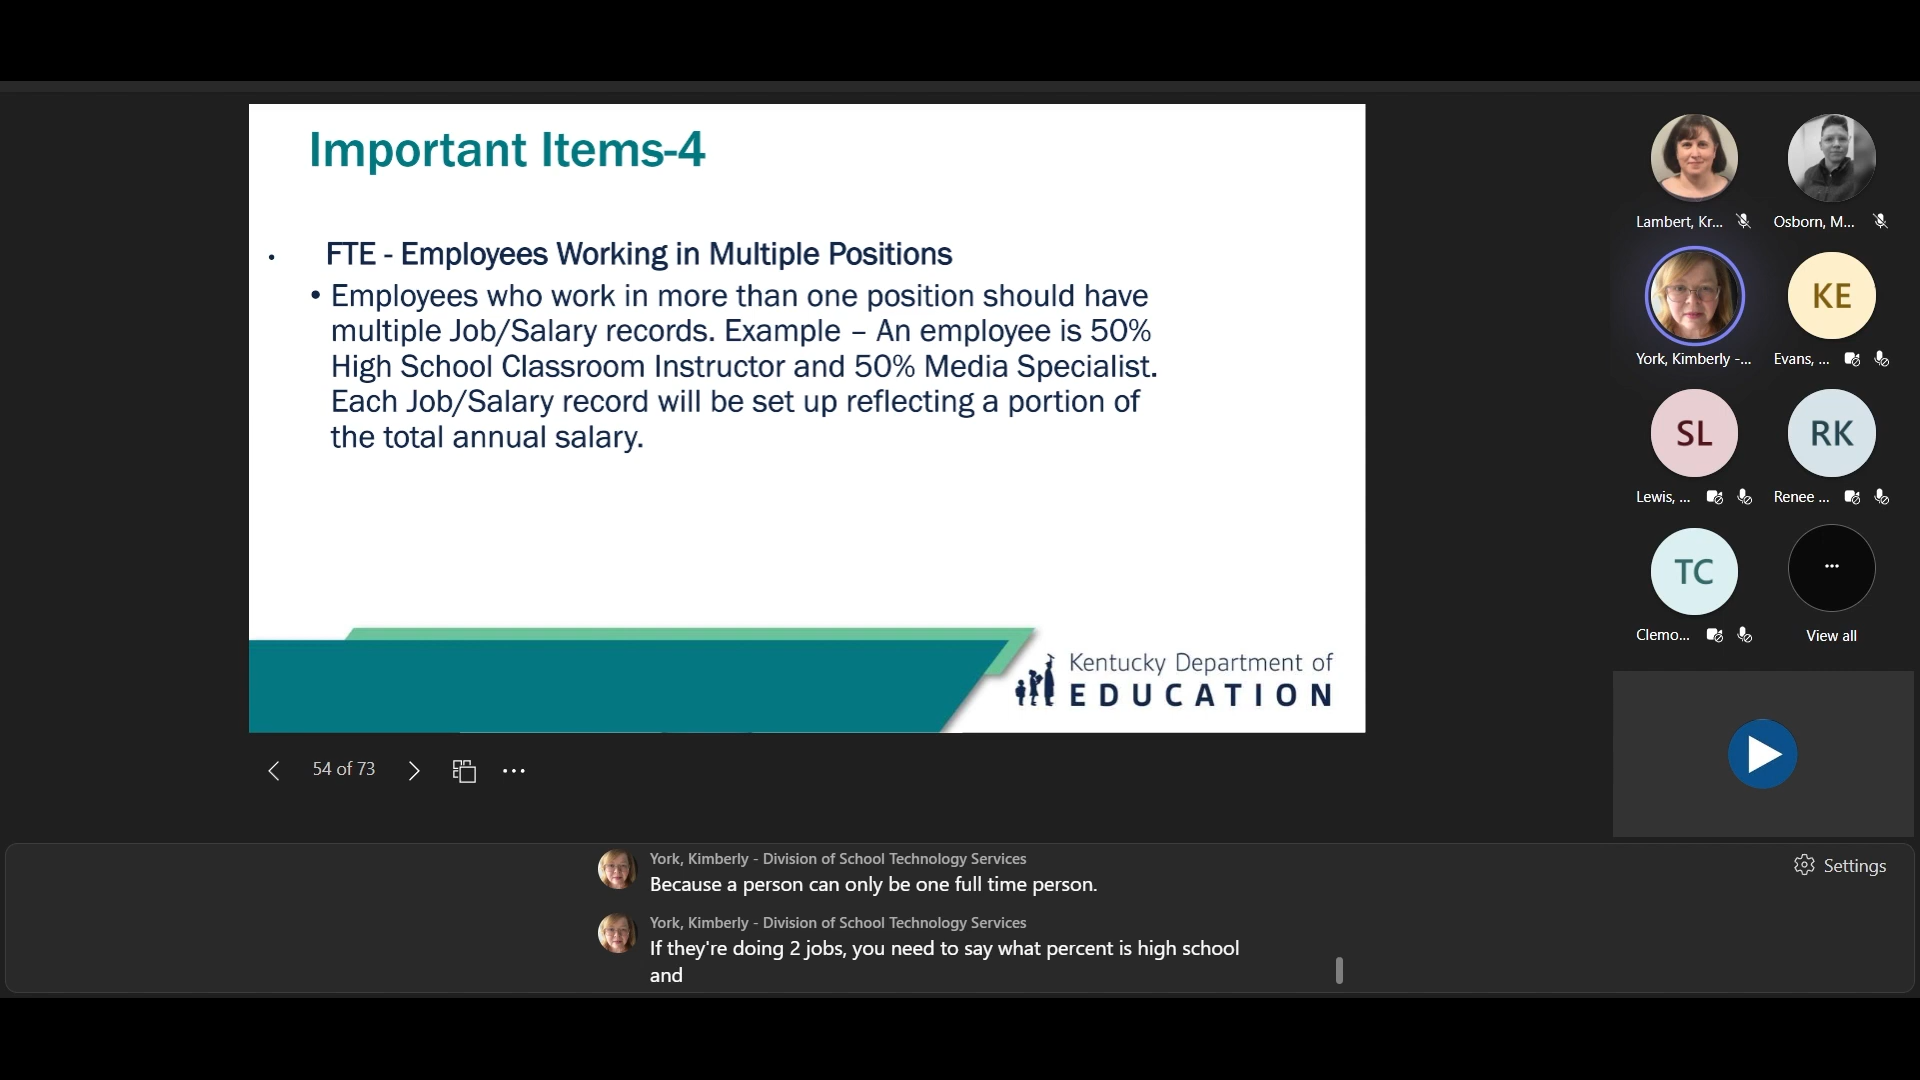 Important Items-4
• FTE - Employees Working in Multiple Positions
• Employees who work in more than one position should have
multiple Job/Salary records. Example – An employee is 50%
High School Classroom Instructor and 50% Media Specialist.
Each Job/Salary record will be set up reflecting a portion of
the total annual salary.
Kentucky Department of
EDUCATION
54 of 73
Lambert, Kr...
Osborn, M...
York, Kimberly -...
KE
Evans, ...
SL
Lewis, ...
RK
Renee ...
TC
Clemo...
...
View all
York, Kimberly - Division of School Technology Services
Because a person can only be one full time person.
York, Kimberly - Division of School Technology Services
If they're doing 2 jobs, you need to say what percent is high school
and
Settings